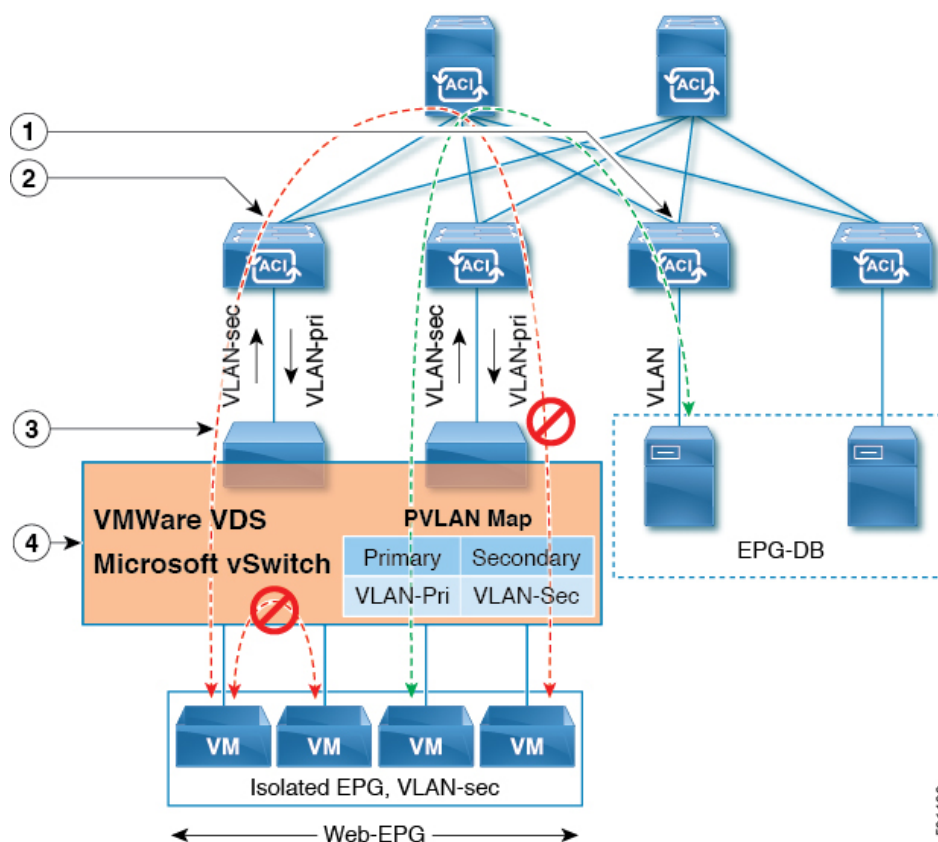 ACI
ACI
1
2
ACI
ACI
ACI
ACI
VLAN-sec
VLAN-pri
VLAN-sec
VLAN-pri
VLAN
3
4
VMWare VDS
Microsoft vSwitch
PVLAN Map
Primary
Secondary
VLAN-Pri
VLAN-Sec
EPG-DB
VM
VM
VM
VM
Isolated EPG, VLAN-sec
Web-EPG